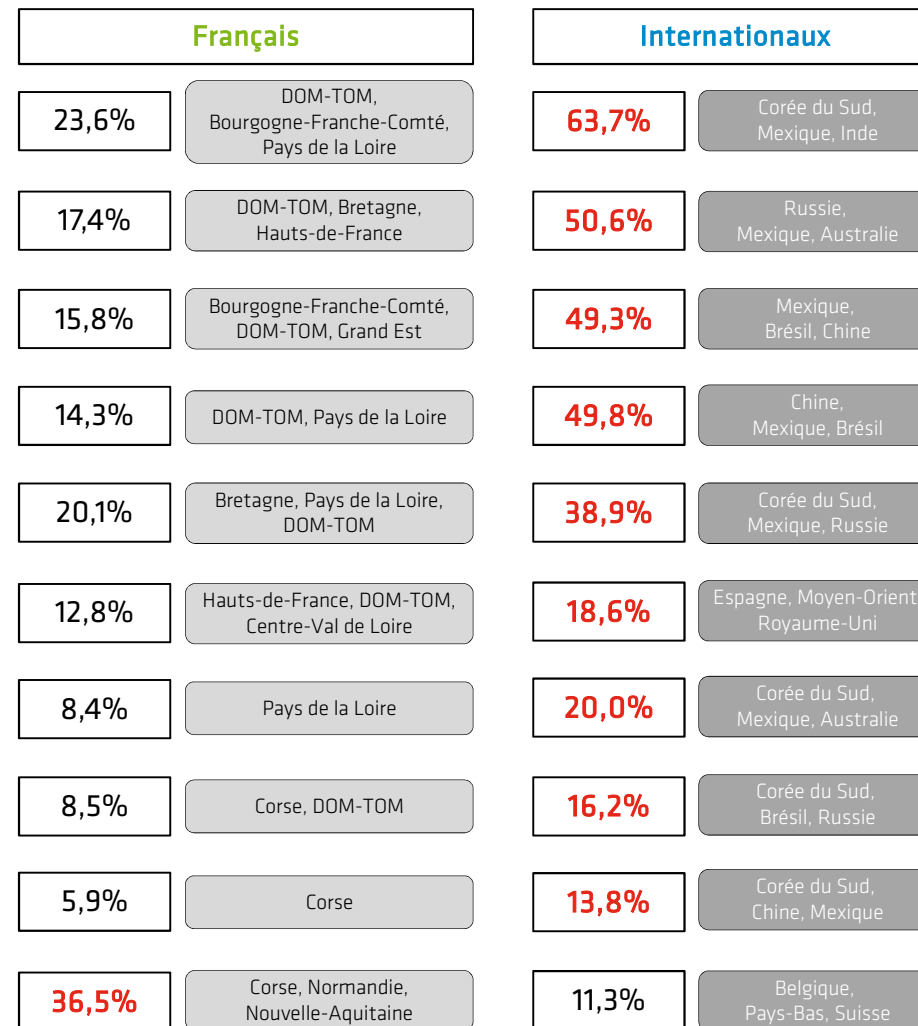 Français
Internationaux
23,6%
DOM-TOM,
Bourgogne-Franche-Comté,
Pays de la Loire
63,7%
Corée du Sud,
Mexique, Inde
17,4%
DOM-TOM, Bretagne,
Hauts-de-France
50,6%
Russie,
Mexique, Australie
15,8%
Bourgogne-Franche-Comté,
DOM-TOM, Grand Est
49,3%
Mexique,
Brésil, Chine
14,3%
DOM-TOM, Pays de la Loire
49,8%
Chine,
Mexique, Brésil
20,1%
Bretagne, Pays de la Loire,
DOM-TOM
38,9%
Corée du Sud,
Mexique, Russie
12,8%
Hauts-de-France, DOM-TOM,
Centre-Val de Loire
18,6%
Espagne, Moyen-Orient
Royaume-Uni
8,4%
Pays de la Loire
20,0%
Corée du Sud,
Mexique, Australie
8,5%
Corse, DOM-TOM
16,2%
Corée du Sud,
Brésil, Russie
5,9%
Corse
13,8%
Corée du Sud,
Chine, Mexique
36,5%
Corse, Normandie,
Nouvelle-Aquitaine
11,3%
Belgique,
Pays-Bas, Suisse